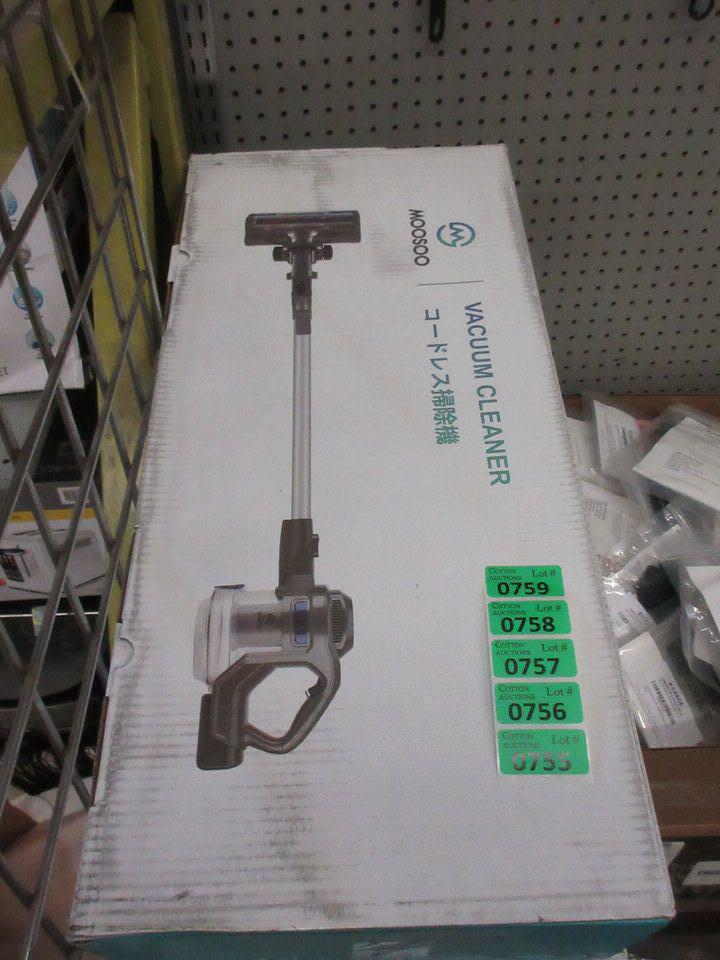 MOOSOO
VACUUM CLEANER
コードレス掃除機
COTTON AUCTIONS Lot #
0759
COTTON AUCTIONS Lot #
0758
COTTON AUCTIONS Lot #
0757
COTTON AUCTIONS Lot #
0756
COTTON AUCTIONS Lot #
0755